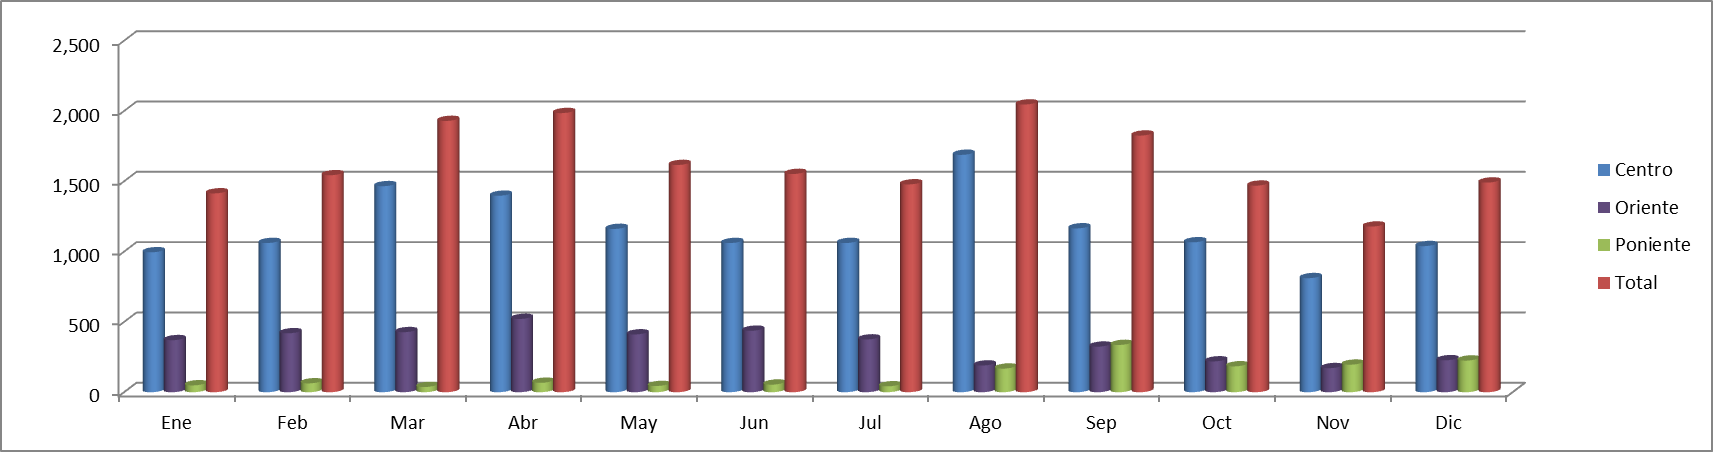 2,500
2,000
1,500
1,000
500
0
Ene Feb Mar Abr May Jun Jul Ago Sep Oct Nov Dic
Centro
Oriente
Poniente
Total